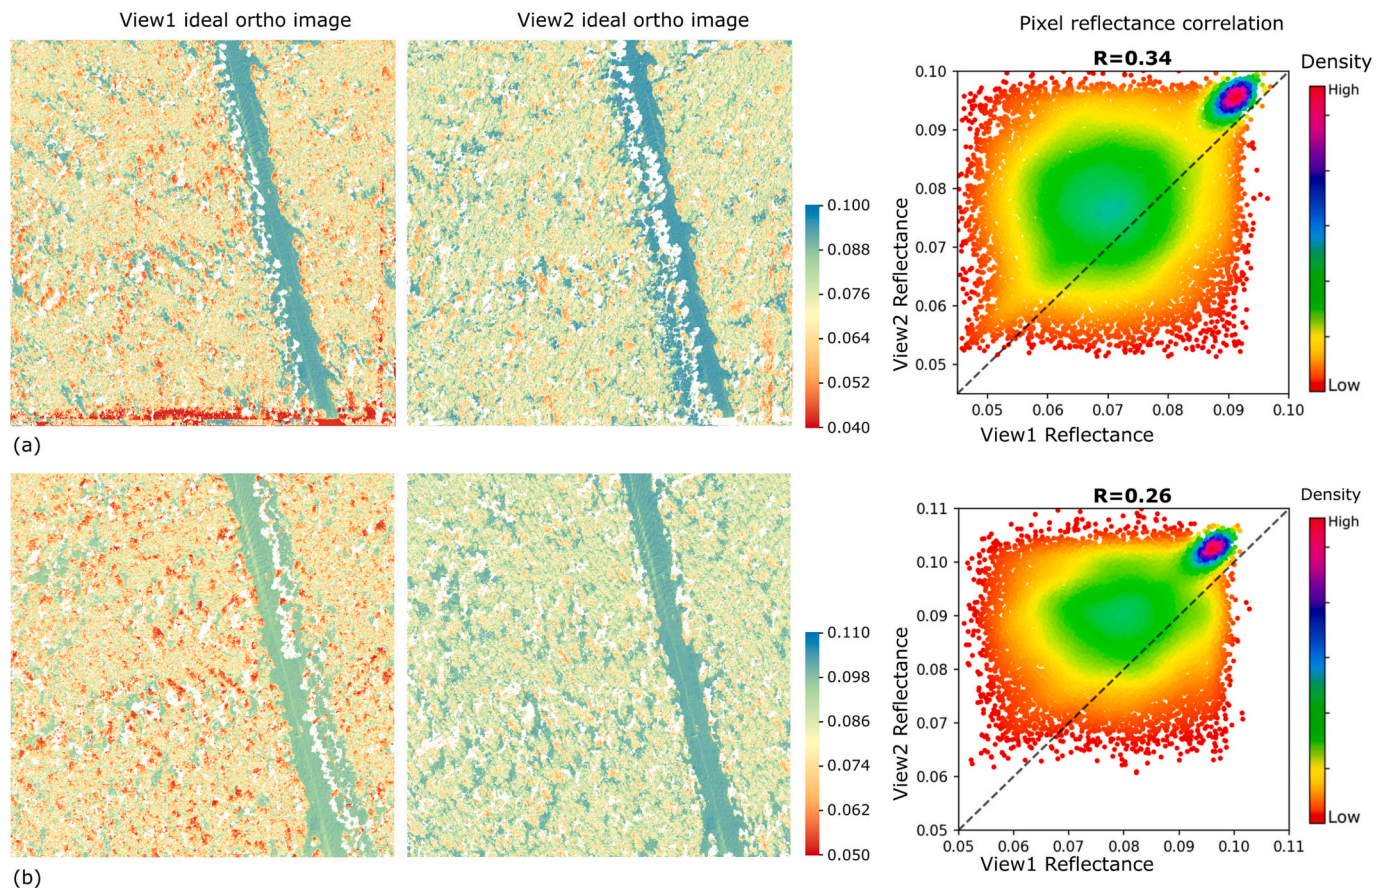 View1 ideal ortho image
View2 ideal ortho image
Pixel reflectance correlation
R=0.34
Density
High
Low
0.100
0.088
0.076
0.064
0.052
0.040
View2 Reflectance
0.10
0.09
0.08
0.07
0.06
0.05
0.05 0.06 0.07 0.08 0.09 0.10
View1 Reflectance
(a)
R=0.26
Density
High
Low
0.110
0.098
0.086
0.074
0.062
0.050
View2 Reflectance
0.11
0.10
0.09
0.08
0.07
0.06
0.05
0.05 0.06 0.07 0.08 0.09 0.10 0.11
View1 Reflectance
(b)